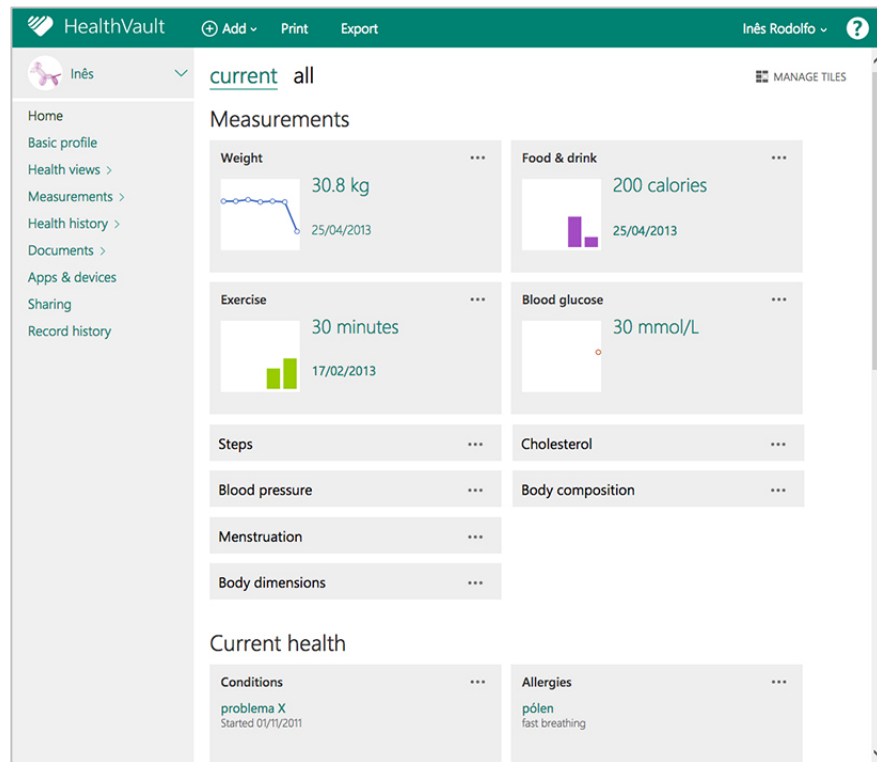 HealthVault
Add
Print
Export
Inês Rodolfo
?
Inês
current all
MANAGE TILES
Home
Basic profile
Health views >
Measurements >
Health history >
Documents >
Apps & devices
Sharing
Record history
Measurements
Weight
30.8 kg
25/04/2013
Food & drink
200 calories
25/04/2013
Exercise
30 minutes
17/02/2013
Blood glucose
30 mmol/L
Steps
Cholesterol
Blood pressure
Body composition
Menstruation
Body dimensions
Current health
Conditions
problema X
Started 01/11/2011
Allergies
pólen
fast breathing